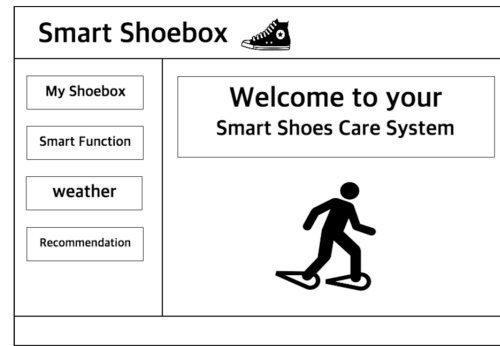 Smart Shoebox
My Shoebox
Smart Function
weather
Recommendation
Welcome to your
Smart Shoes Care System